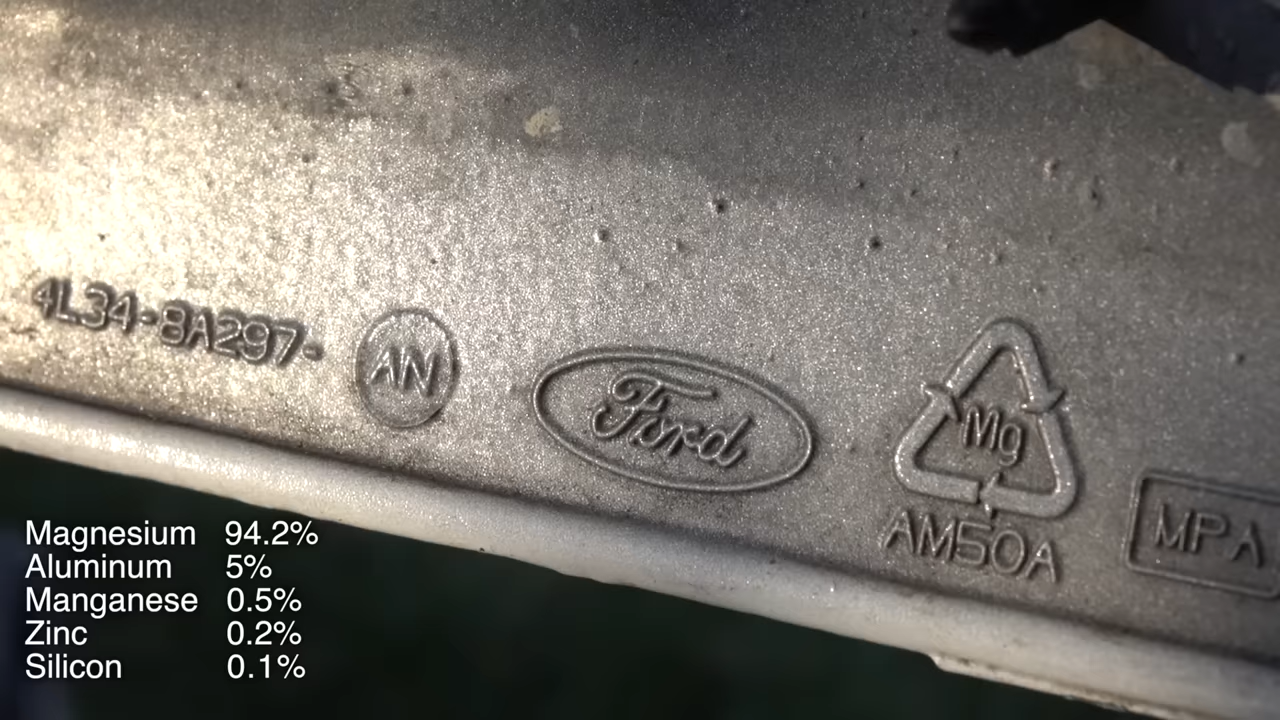 4L34-8A297-
AN
Ford
Mg
AM50A
MPA
Magnesium 94.2%
Aluminum 5%
Manganese 0.5%
Zinc 0.2%
Silicon 0.1%